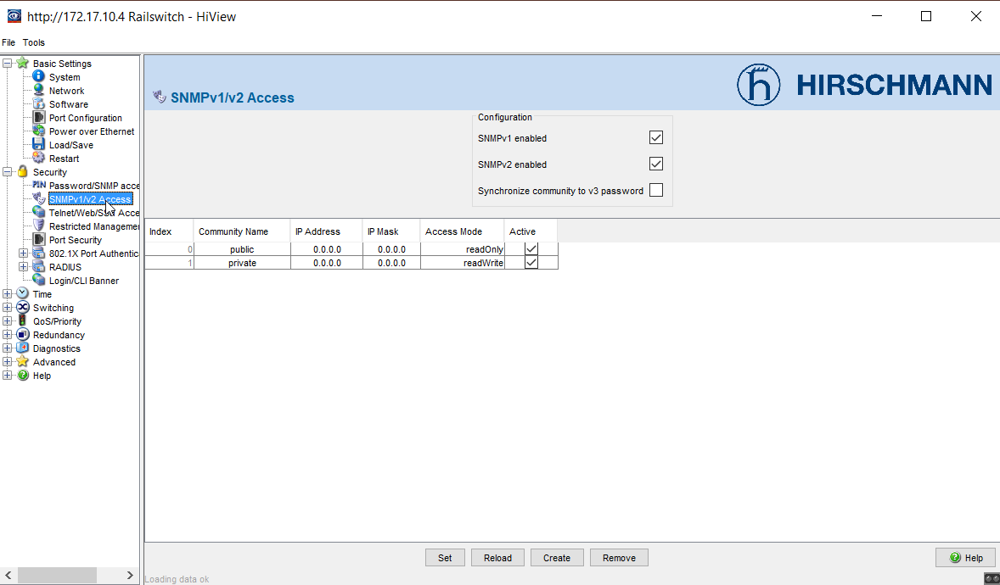 http://172.17.10.4 Railswitch - HiView
File Tools
Basic Settings
System
Network
Software
Port Configuration
Power over Ethernet
Load/Save
Restart
Security
PIN Password/SNMP acce
SNMPv1/v2 Access
Telnet/Web/SSH Acce
Restricted Managemen
Port Security
802.1X Port Authentic
RADIUS
Login/CLI Banner
Time
Switching
QoS/Priority
Redundancy
Diagnostics
Advanced
Help
SNMPv1/v2 Access
HIRSCHMANN
Configuration
SNMPv1 enabled
SNMPv2 enabled
Synchronize community to v3 password
Index Community Name IP Address IP Mask Access Mode Active
0 public 0.0.0.0 0.0.0.0 readOnly
1 private 0.0.0.0 0.0.0.0 readWrite
Set Reload Create Remove Help
Loading data ok